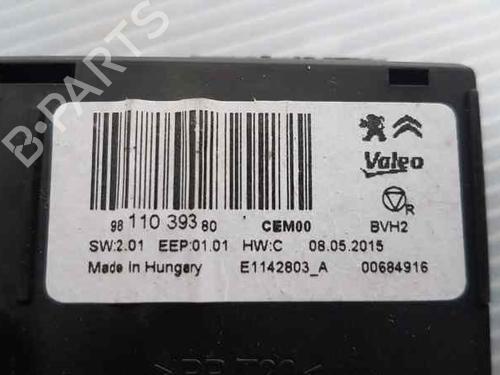 B-PARTS
Valeo
R
98 110 393 80 CEM00 BVH2
SW:2.01 EEP:01.01 HW:C 08.05.2015
Made in Hungary E1142803_A 00684916